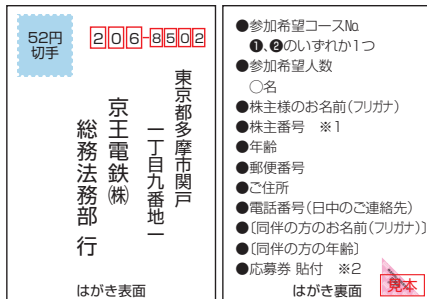 52円
切手
206-8502
東京都多摩市関戸
一丁目九番地一
京王電鉄㈱
総務法務部 行
はがき表面
●参加希望コース№
❶、❷のいずれか1つ
●参加希望人数
○名
●株主様のお名前(フリガナ)
●株主番号 ※1
●年齢
●郵便番号
●ご住所
●電話番号(日中のご連絡先)
●〔同伴の方のお名前(フリガナ)〕
●〔同伴の方の年齢〕
●応募券 貼付 ※2
見本
はがき裏面